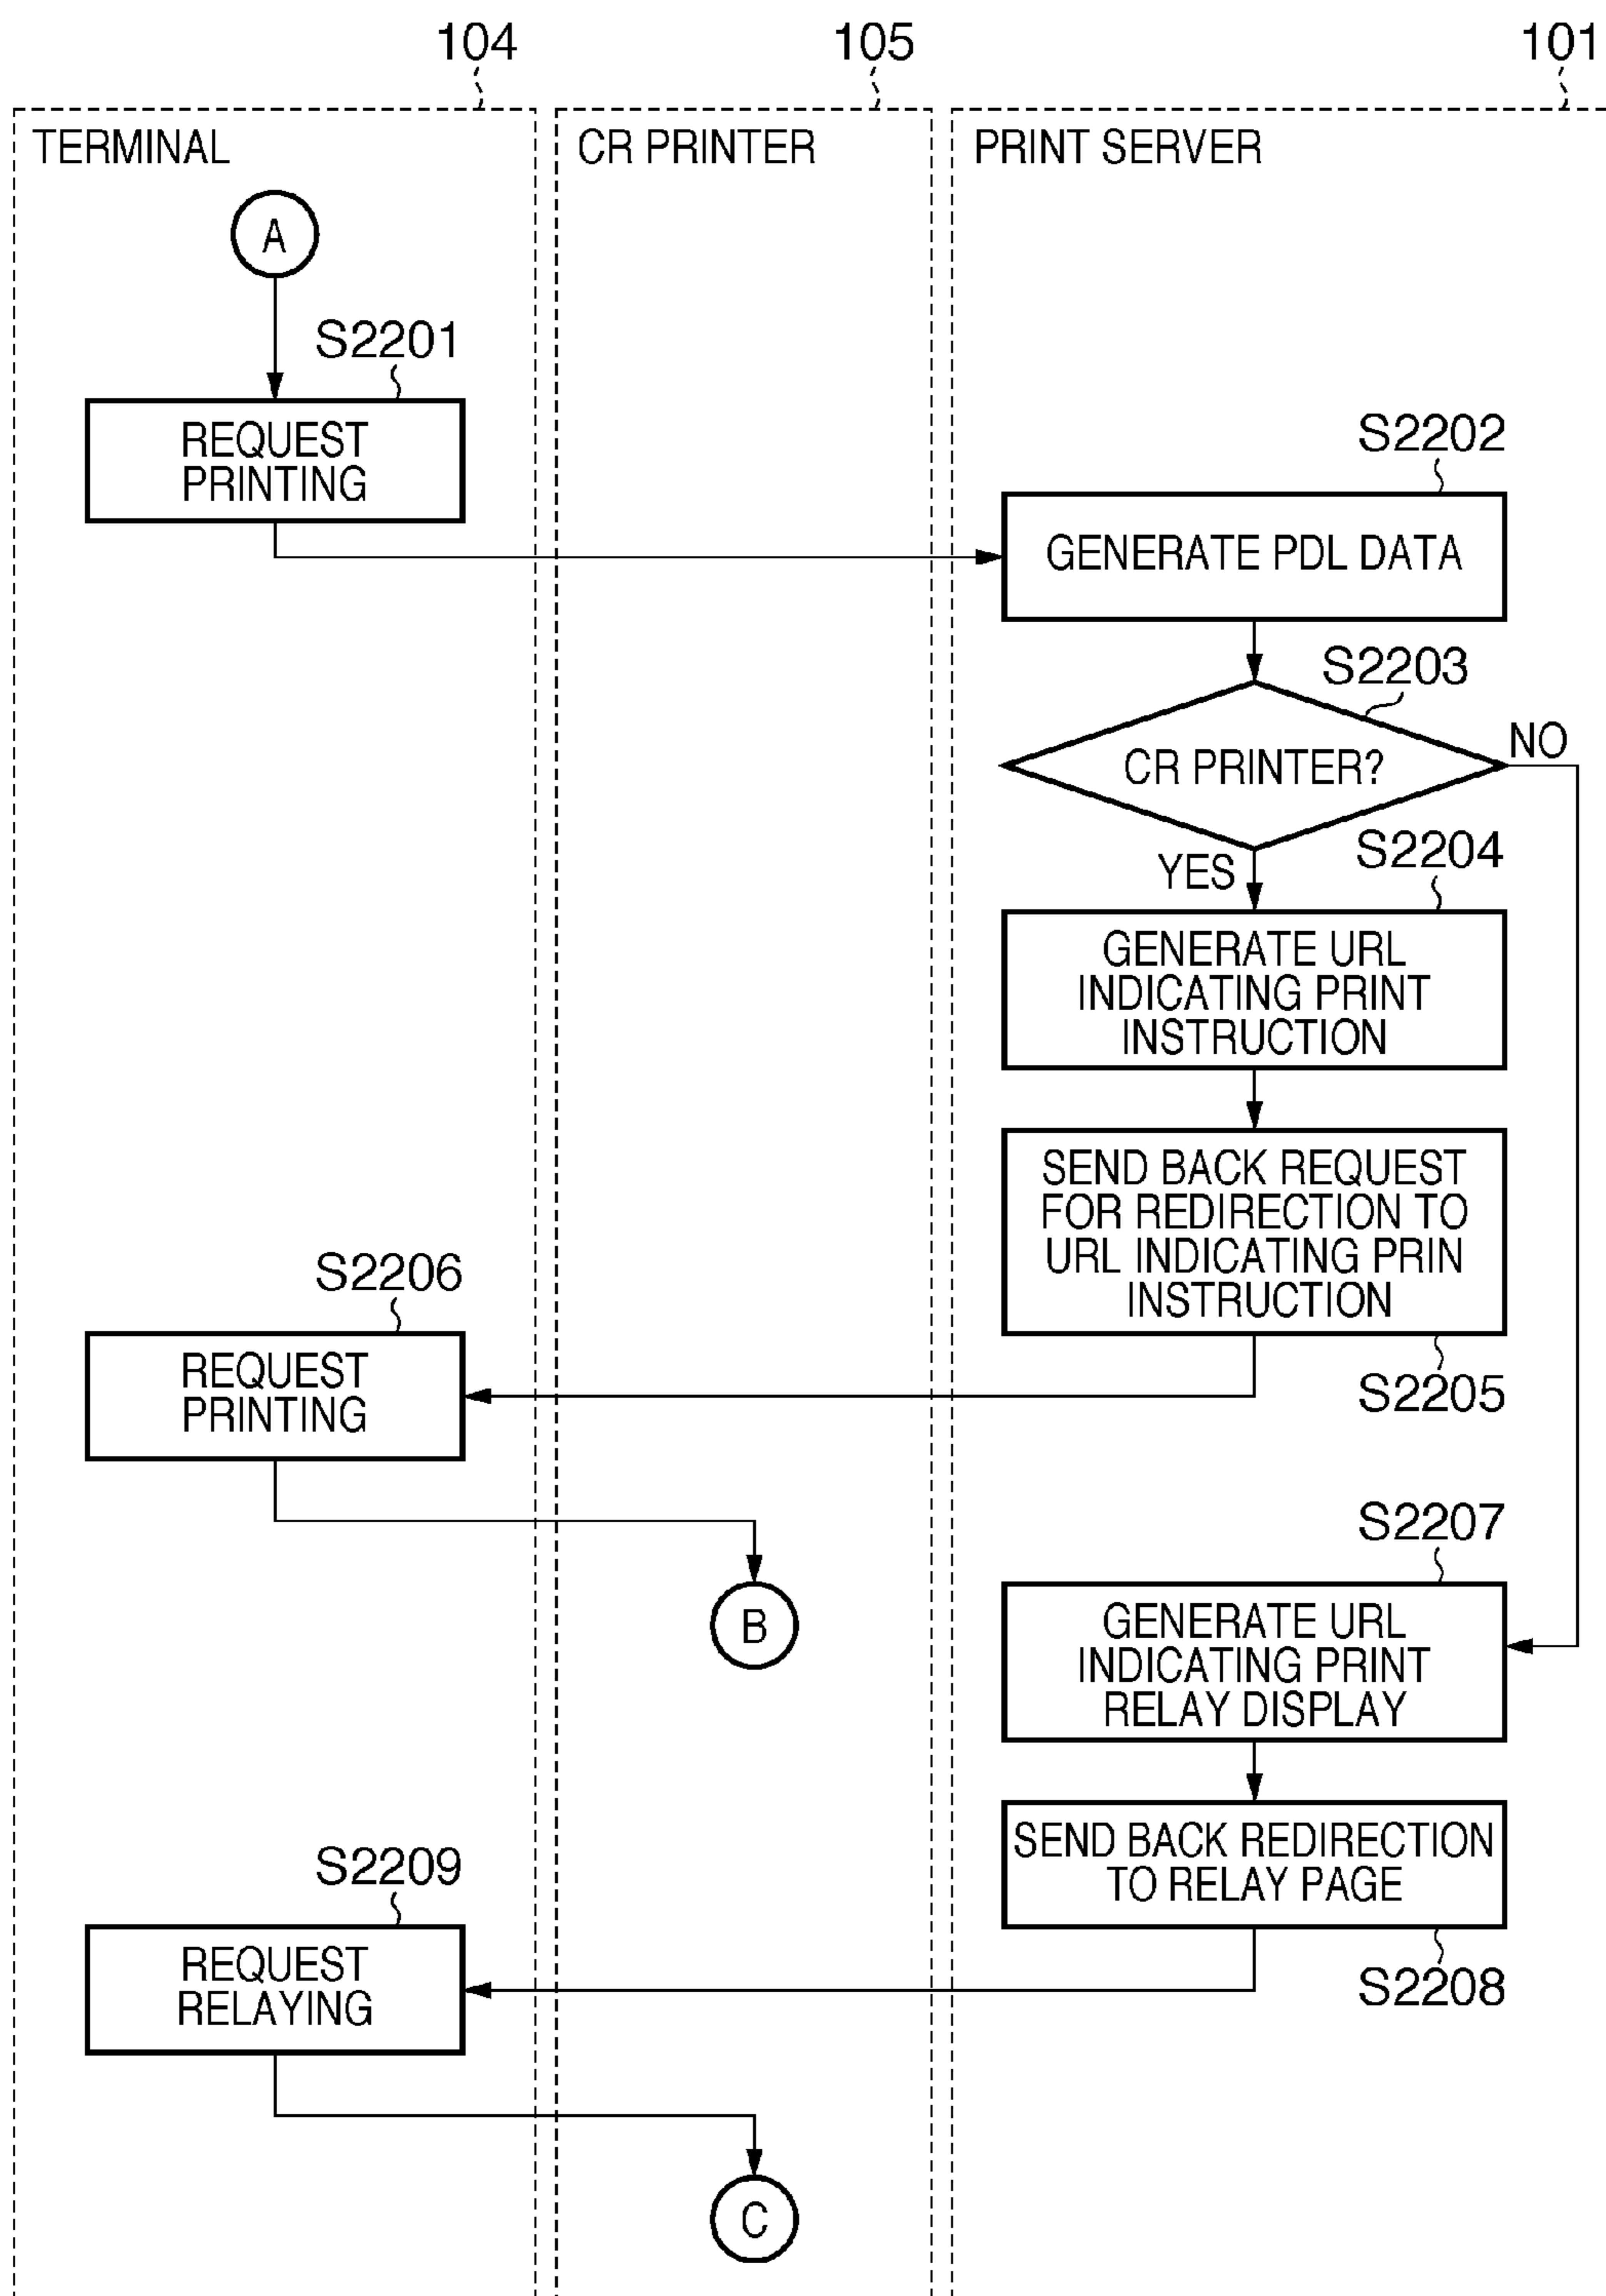 104
105
101
TERMINAL
CR PRINTER
PRINT SERVER
A
S2201
REQUEST
PRINTING
S2202
GENERATE PDL DATA
S2203
CR PRINTER?
NO
YES
S2204
GENERATE URL
INDICATING PRINT
INSTRUCTION
SEND BACK REQUEST
FOR REDIRECTION TO
URL INDICATING PRIN
INSTRUCTION
S2205
S2206
REQUEST
PRINTING
B
S2207
GENERATE URL
INDICATING PRINT
RELAY DISPLAY
SEND BACK REDIRECTION
TO RELAY PAGE
S2208
S2209
REQUEST
RELAYING
C